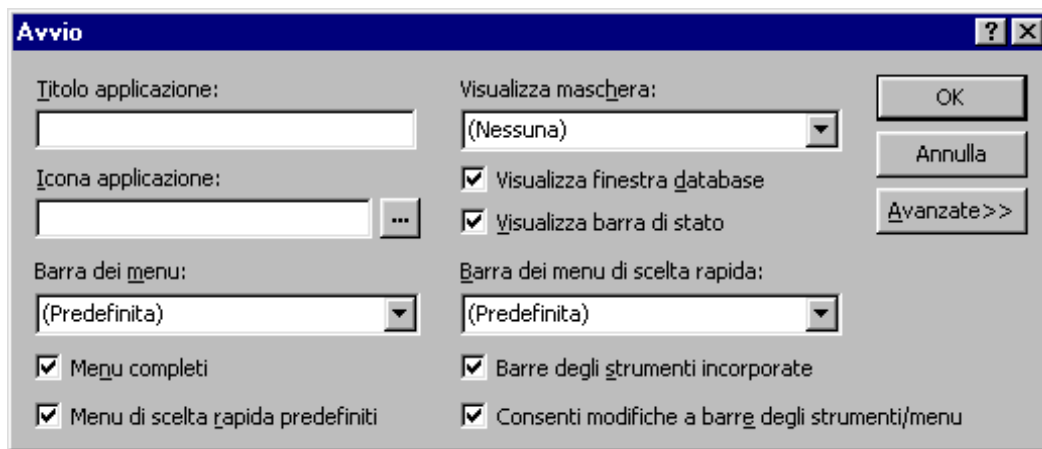 Avvio
Titolo applicazione:
Visualizza maschera:
OK
(Nessuna)
Annulla
Icona applicazione:
Visualizza finestra database
...
Visualizza barra di stato
Avanzate>>
Barra dei menu:
Barra dei menu di scelta rapida:
(Predefinita)
(Predefinita)
Menu completi
Barre degli strumenti incorporate
Menu di scelta rapida predefiniti
Consenti modifiche a barre degli strumenti/menu